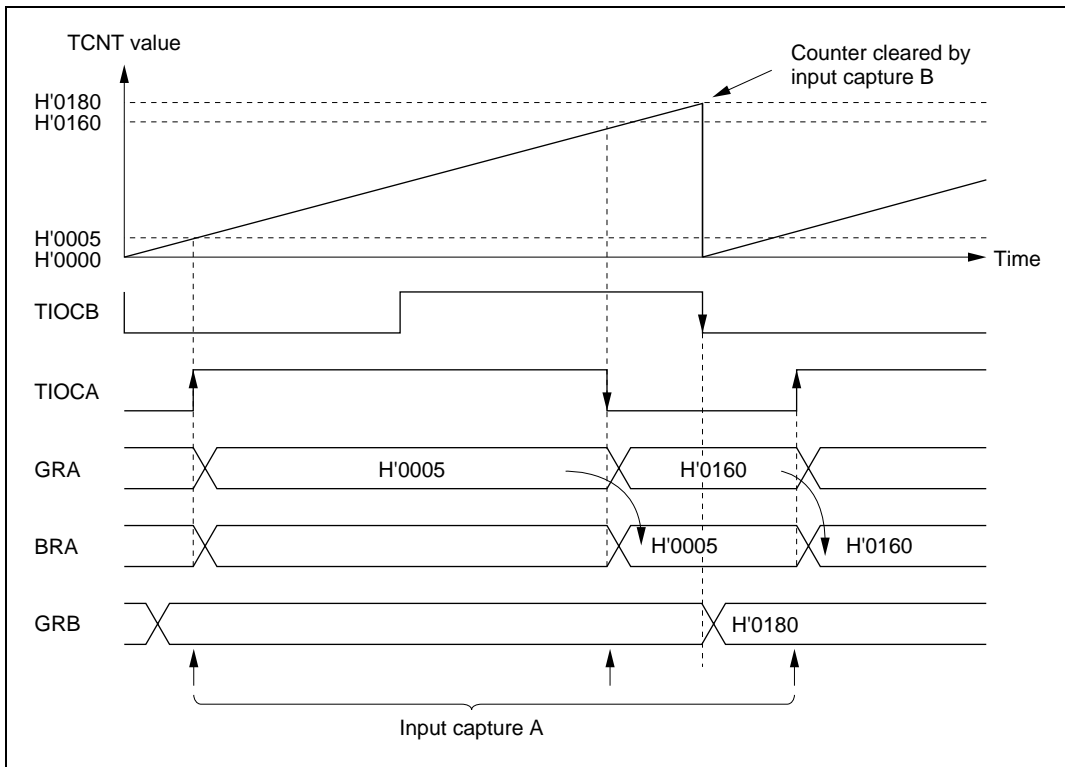 TCNT value
Counter cleared by
input capture B
H'0180
H'0160
H'0005
H'0000
Time
TIOCB
TIOCA
GRA
H'0005
H'0160
BRA
H'0005
H'0160
GRB
H'0180
Input capture A